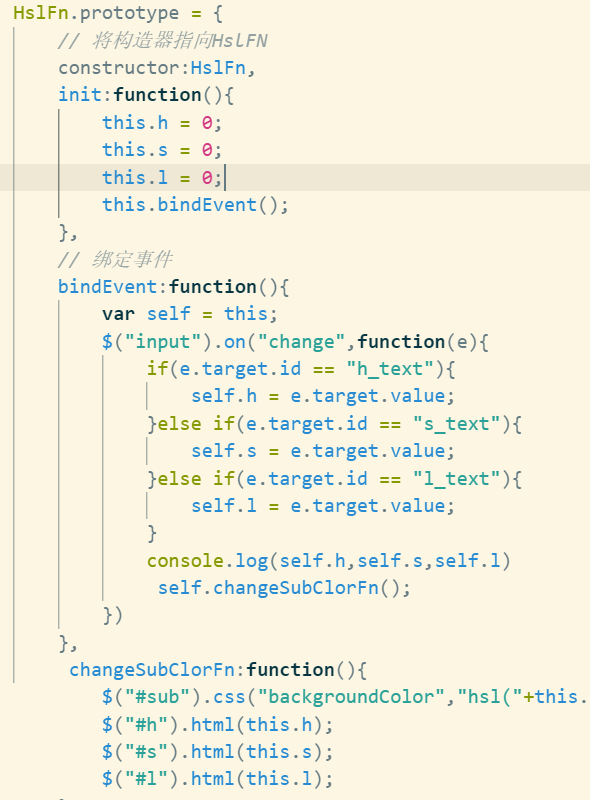 HslFn.prototype = {
// 将构造器指向HslFN
constructor:HslFn,
init:function(){
this.h = 0;
this.s = 0;
this.l = 0;
this.bindEvent();
},
// 绑定事件
bindEvent:function(){
var self = this;
$("input").on("change",function(e){
if(e.target.id == "h_text"){
self.h = e.target.value;
}else if(e.target.id == "s_text"){
self.s = e.target.value;
}else if(e.target.id == "l_text"){
self.l = e.target.value;
}
console.log(self.h,self.s,self.l)
self.changeSubClorFn();
})
},
changeSubClorFn:function(){
$("#sub").css("backgroundColor","hsl("+this.
$("#h").html(this.h);
$("#s").html(this.s);
$("#l").html(this.l);